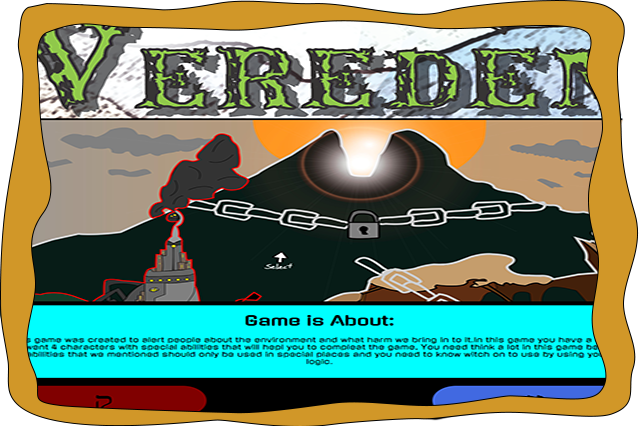 VEREDEN
Select
Game is About:
s game was created to alert people about the environment and what harm we bring in to it.In this game you have a
went 4 characters with special abilities that will hepl you to compleat the game. You need think a lot in this game be
abilities that we mentioned should only be used in special places and you need to know witch on to use by using yo
logic.